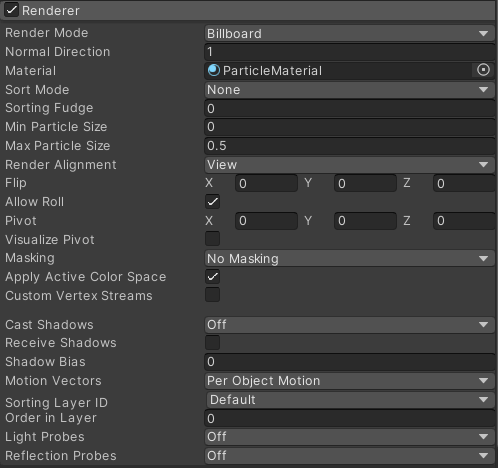 Renderer
Render Mode Billboard
Normal Direction 1
Material ParticleMaterial
Sort Mode None
Sorting Fudge 0
Min Particle Size 0
Max Particle Size 0.5
Render Alignment View
Flip X 0 Y 0 Z 0
Allow Roll
Pivot X 0 Y 0 Z 0
Visualize Pivot
Masking No Masking
Apply Active Color Space
Custom Vertex Streams
Cast Shadows Off
Receive Shadows
Shadow Bias 0
Motion Vectors Per Object Motion
Sorting Layer ID Default
Order in Layer 0
Light Probes Off
Reflection Probes Off